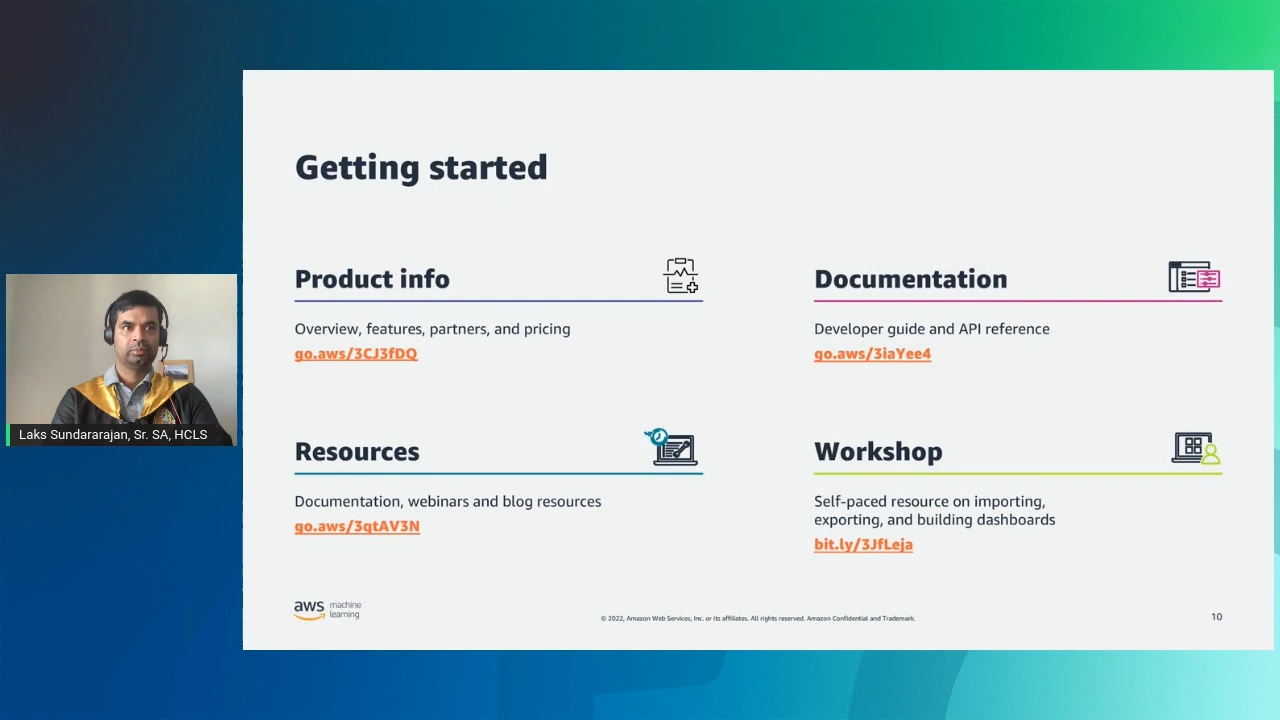 Getting started
Product info
Overview, features, partners, and pricing
go.aws/3CJ3fDQ
Documentation
Developer guide and API reference
go.aws/3iaYee4
Resources
Documentation, webinars and blog resources
go.aws/3qtAV3N
Workshop
Self-paced resource on importing,
exporting, and building dashboards
bit.ly/3JfLeja
aws machine
learning
© 2022, Amazon Web Services, Inc. or its affiliates. All rights reserved. Amazon Confidential and Trademark.
10
Laks Sundararajan, Sr. SA, HCLS